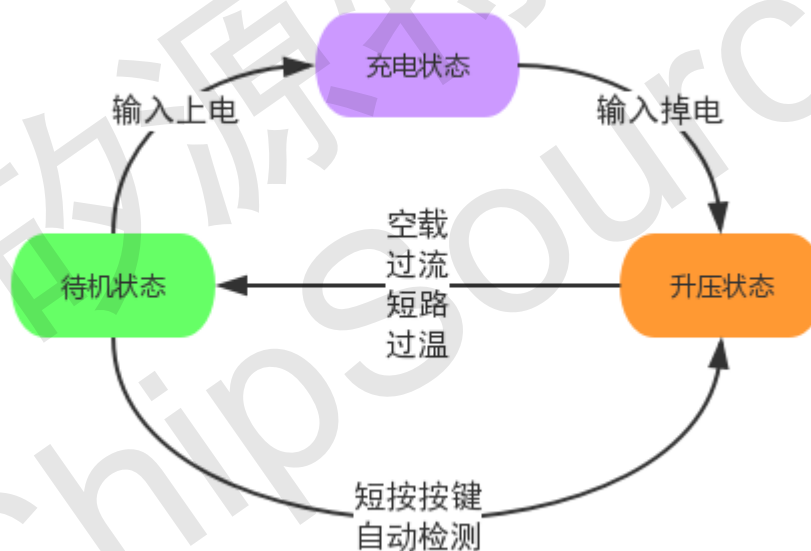 充电状态
输入上电
输入掉电
空载
过流
短路
过温
待机状态
升压状态
短按按键
自动检测